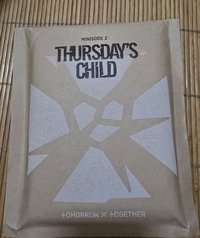 MINISODE 2 :
THURSDAY'S
CHILD
TOMORROW X TOGETHER